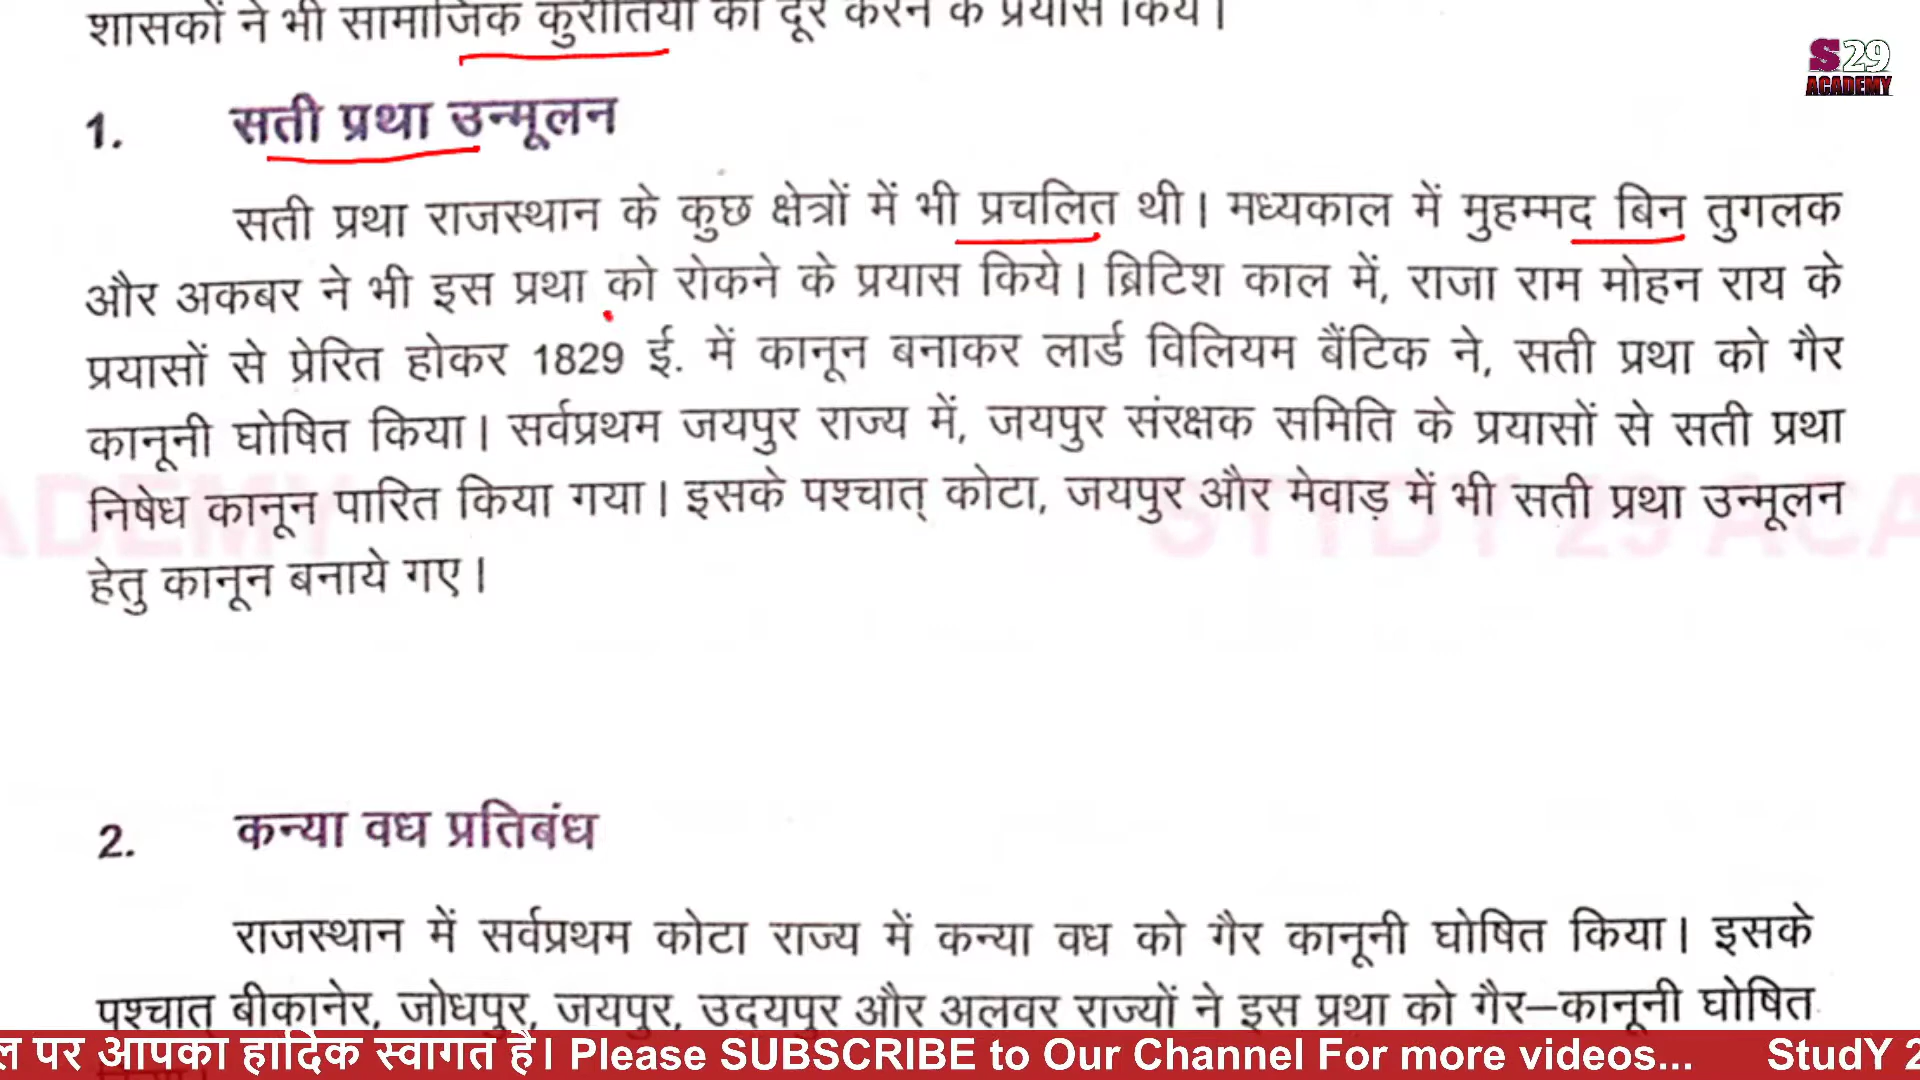 शासकों ने भी सामाजिक कुरीतियों को दूर करने के प्रयास किये।
S29
ACADEMY
1. सती प्रथा उन्मूलन
सती प्रथा राजस्थान के कुछ क्षेत्रों में भी प्रचलित थी। मध्यकाल में मुहम्मद बिन तुगलक
और अकबर ने भी इस प्रथा को रोकने के प्रयास किये। ब्रिटिश काल में, राजा राम मोहन राय के
प्रयासों से प्रेरित होकर 1829 ई. में कानून बनाकर लार्ड विलियम बैंटिक ने, सती प्रथा को गैर
कानूनी घोषित किया। सर्वप्रथम जयपुर राज्य में, जयपुर संरक्षक समिति के प्रयासों से सती प्रथा
निषेध कानून पारित किया गया। इसके पश्चात् कोटा, जयपुर और मेवाड़ में भी सती प्रथा उन्मूलन
हेतु कानून बनाये गए।
2. कन्या वध प्रतिबंध
राजस्थान में सर्वप्रथम कोटा राज्य में कन्या वध को गैर कानूनी घोषित किया। इसके
पश्चात् बीकानेर, जोधपुर, जयपुर, उदयपुर और अलवर राज्यों ने इस प्रथा को गैर–कानूनी घोषित
पर आपका हार्दिक स्वागत है। Please SUBSCRIBE to Our Channel For more videos... StudY 2